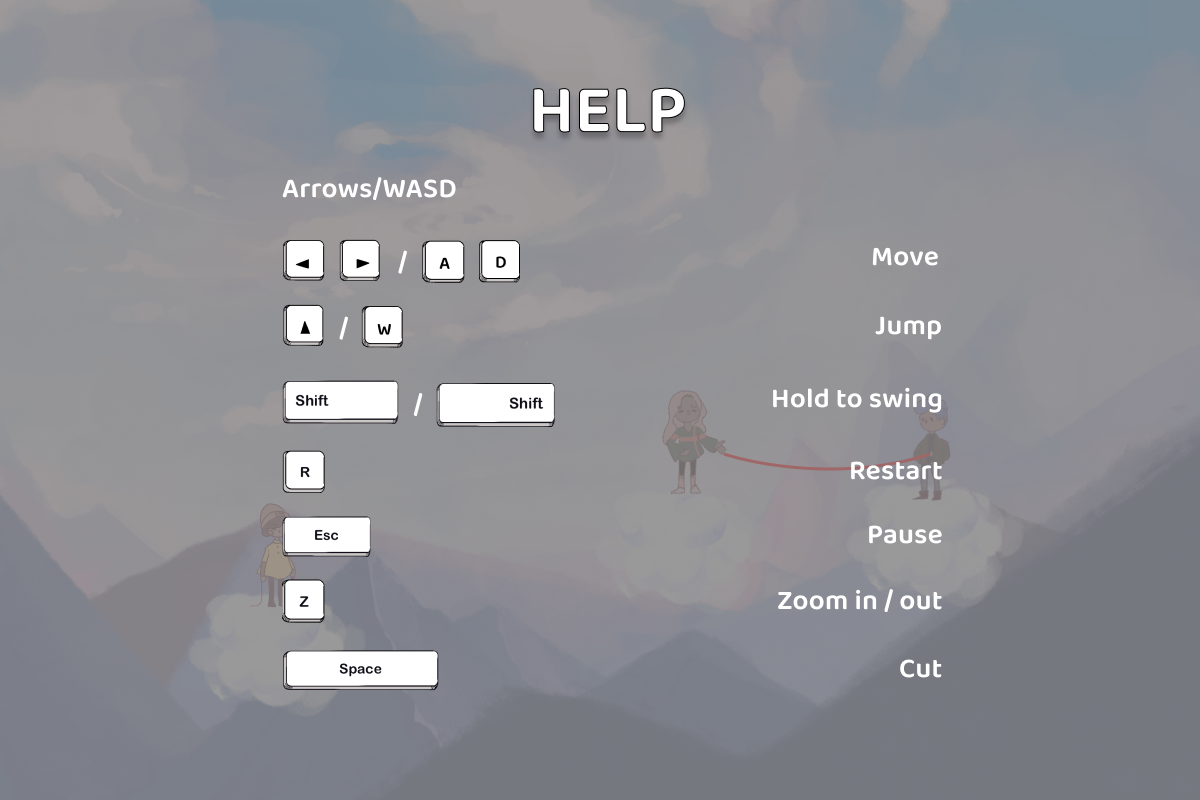 HELP
Arrows/WASD
◄ ► / A D Move
▲ / W Jump
Shift / Shift Hold to swing
R Restart
Esc Pause
Z Zoom in / out
Space Cut